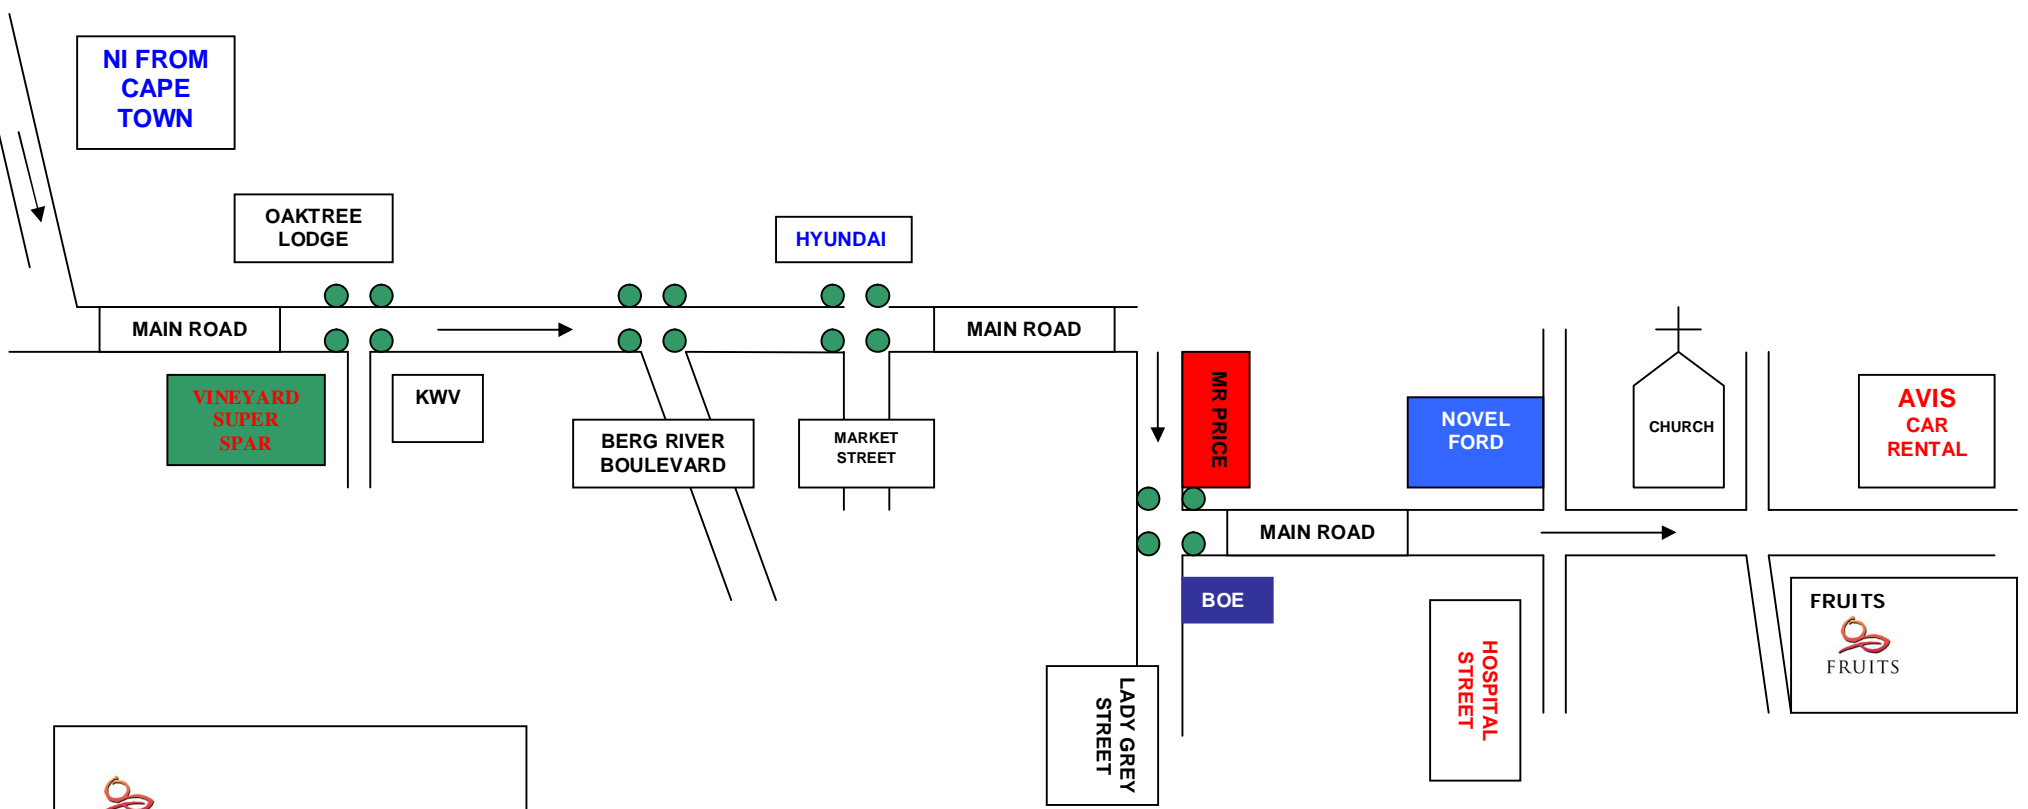 NI FROM
CAPE
TOWN
OAKTREE
LODGE
HYUNDAI
MAIN ROAD
MAIN ROAD
VINEYARD
SUPER
SPAR
KWV
BERG RIVER
BOULEVARD
MARKET
STREET
MR PRICE
NOVEL
FORD
CHURCH
AVIS
CAR
RENTAL
MAIN ROAD
BOE
HOSPITAL
STREET
FRUITS
FRUITS
LADY GREY
STREET